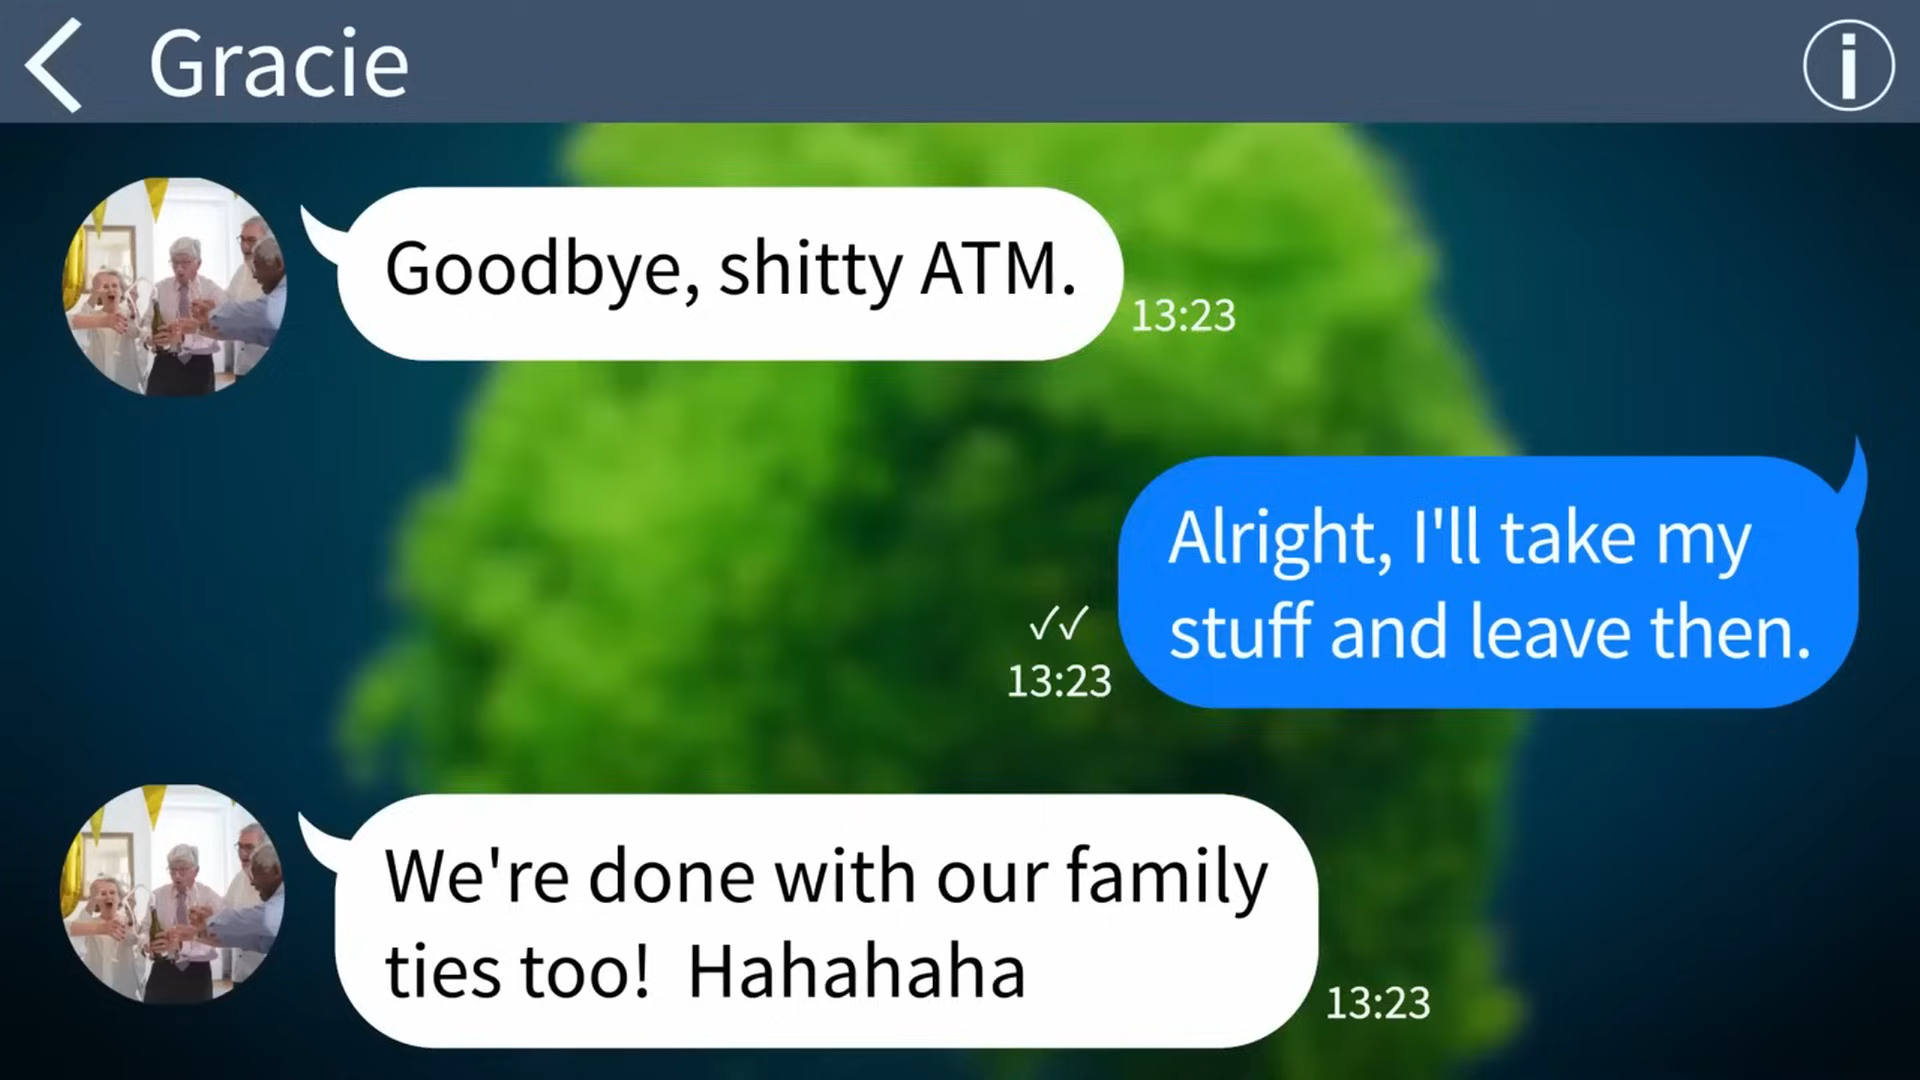 Gracie
Goodbye, shitty ATM.
13:23
Alright, I'll take my
stuff and leave then.
✓✓
13:23
We're done with our family
ties too!  Hahahaha
13:23